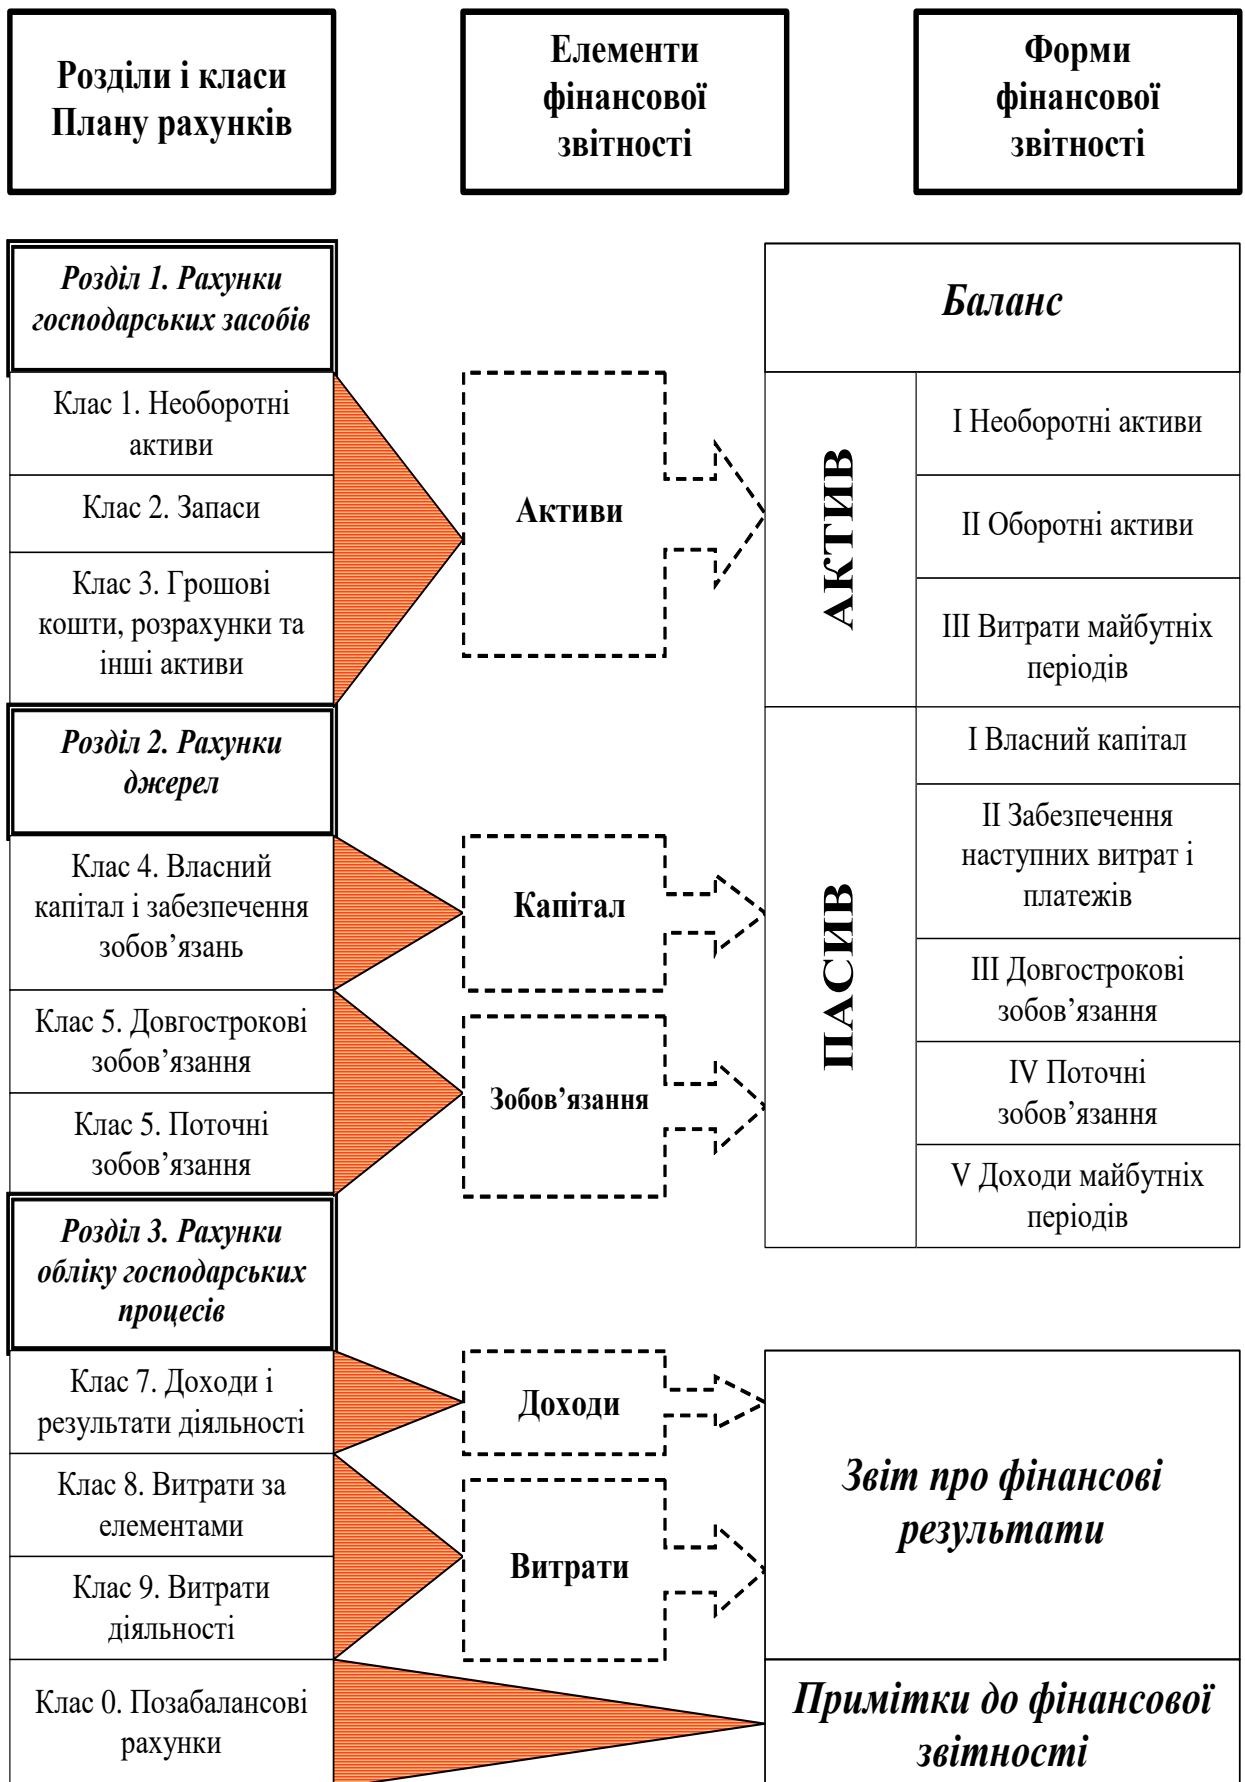 Розділи і класи
Плану рахунків
Елементи
фінансової
звітності
Форми
фінансової
звітності
Розділ 1. Рахунки
господарських засобів
Клас 1. Необоротні
активи
Клас 2. Запаси
Клас 3. Грошові
кошти, розрахунки та
інші активи
Розділ 2. Рахунки
джерел
Клас 4. Власний
капітал і забезпечення
зобов’язань
Клас 5. Довгострокові
зобов’язання
Клас 5. Поточні
зобов’язання
Розділ 3. Рахунки
обліку господарських
процесів
Клас 7. Доходи і
результати діяльності
Клас 8. Витрати за
елементами
Клас 9. Витрати
діяльності
Клас 0. Позабалансові
рахунки
Активи
Капітал
Зобов’язання
Доходи
Витрати
Баланс
АКТИВ
I Необоротні активи
II Оборотні активи
III Витрати майбутніх
періодів
ПАСИВ
I Власний капітал
II Забезпечення
наступних витрат і
платежів
III Довгострокові
зобов’язання
IV Поточні
зобов’язання
V Доходи майбутніх
періодів
Звіт про фінансові
результати
Примітки до фінансової
звітності